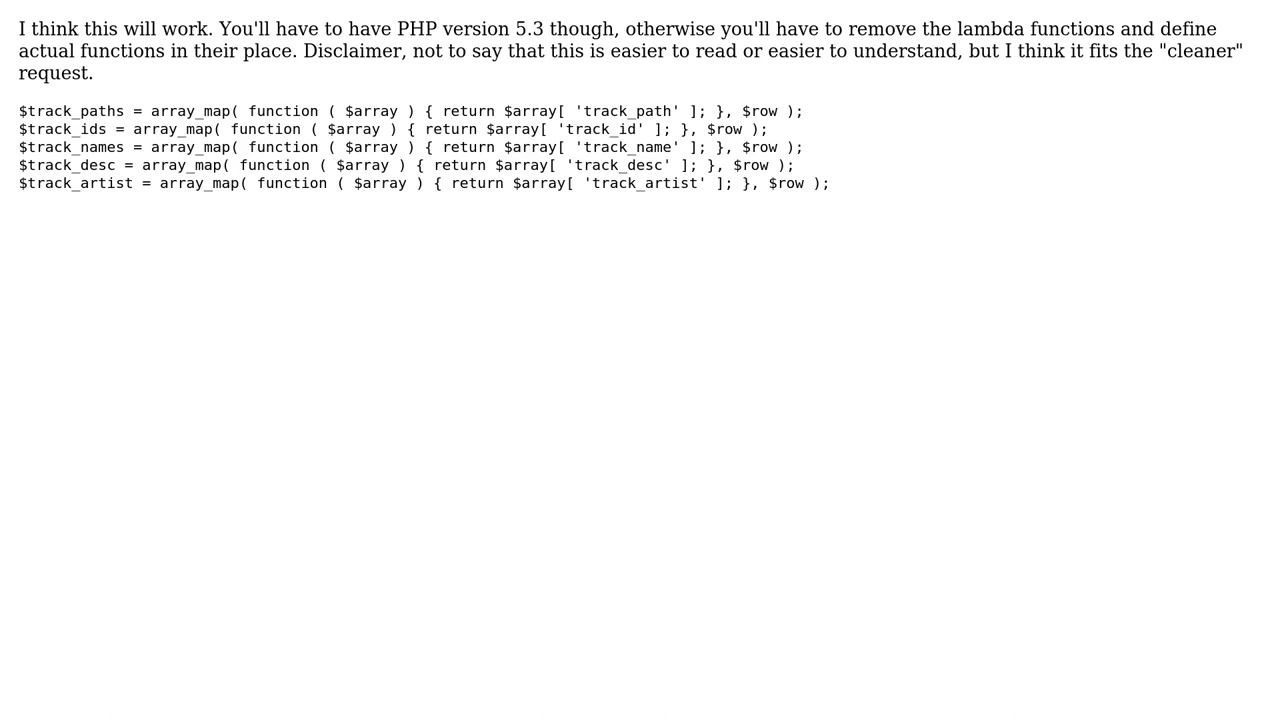 I think this will work. You'll have to have PHP version 5.3 though, otherwise you'll have to remove the lambda functions and define
actual functions in their place. Disclaimer, not to say that this is easier to read or easier to understand, but I think it fits the "cleaner"
request.
$track_paths = array_map( function ( $array ) { return $array[ 'track_path' ]; }, $row );
$track_ids = array_map( function ( $array ) { return $array[ 'track_id' ]; }, $row );
$track_names = array_map( function ( $array ) { return $array[ 'track_name' ]; }, $row );
$track_desc = array_map( function ( $array ) { return $array[ 'track_desc' ]; }, $row );
$track_artist = array_map( function ( $array ) { return $array[ 'track_artist' ]; }, $row );